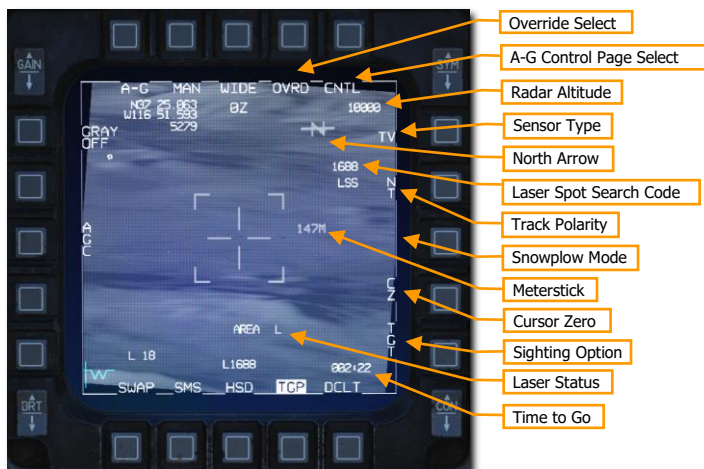 Override Select
A-G Control Page Select
Radar Altitude
Sensor Type
North Arrow
Laser Spot Search Code
Track Polarity
Snowplow Mode
Meterstick
Cursor Zero
Sighting Option
Laser Status
Time to Go
GAIN
SYM
A-G MAN WIDE OVRD CNTL
N37 25.063
W116 51.593
5279
0Z
10000
GRAY
OFF
TV
1688
LSS
N
T
N
A
G
C
147M
C
Z
AREA L
T
G
T
L 18
L1688
002:22
SWAP SMS HSD TGP DCLT
BRT
CON